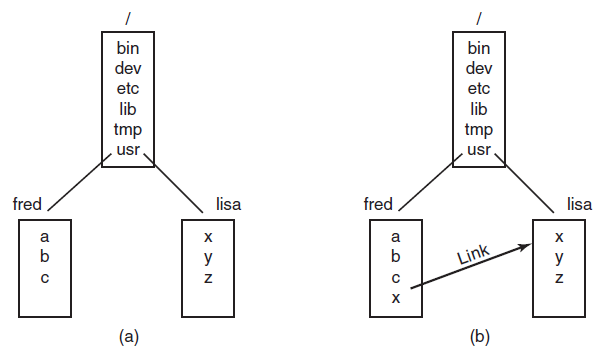 /
bin
dev
etc
lib
tmp
usr
fred
lisa
a
b
c
x
y
z
(a)
/
bin
dev
etc
lib
tmp
usr
fred
lisa
a
b
c
x
Link
x
y
z
(b)